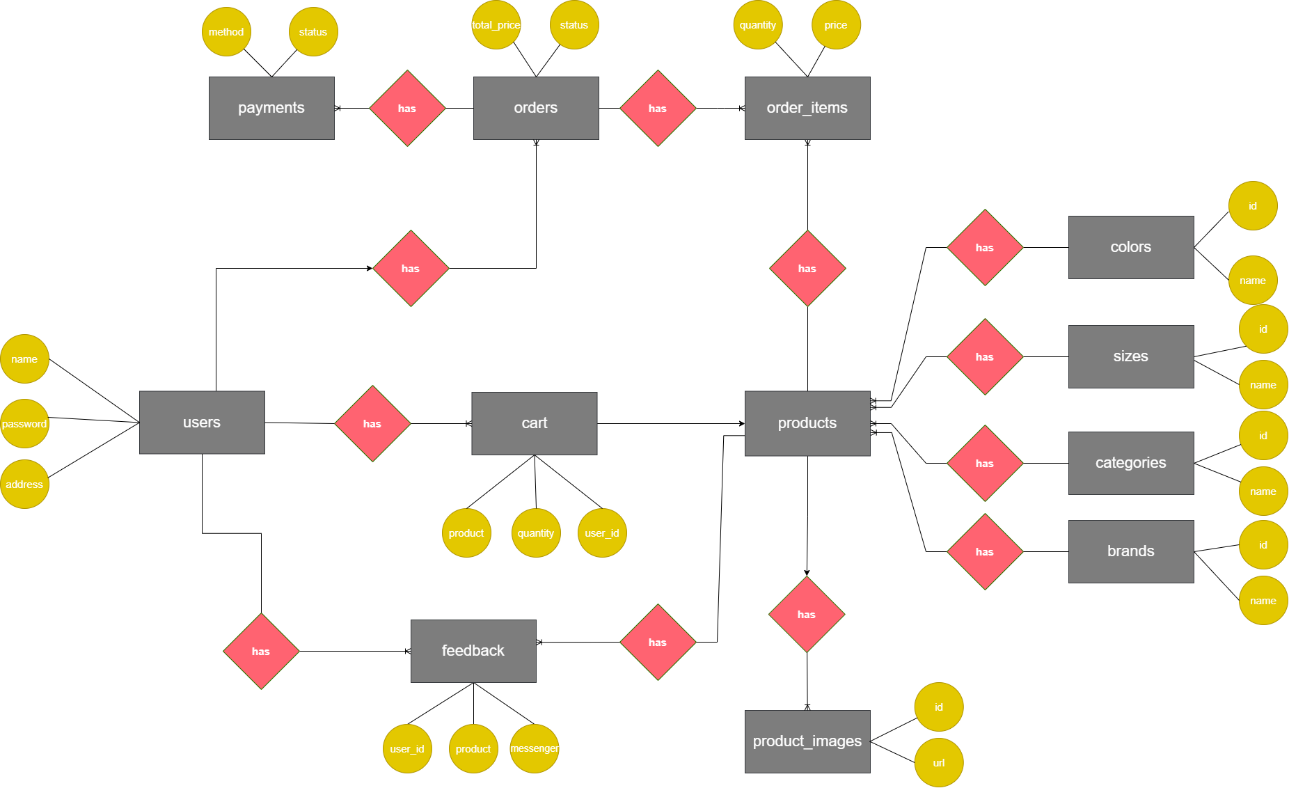 method
status
total_price
status
quantity
price
payments
has
orders
has
order_items
id
has
colors
name
has
has
id
has
sizes
name
name
users
has
cart
products
password
id
has
categories
name
address
product
quantity
user_id
id
has
brands
name
has
has
has
feedback
id
product_images
user_id
product
messenger
url